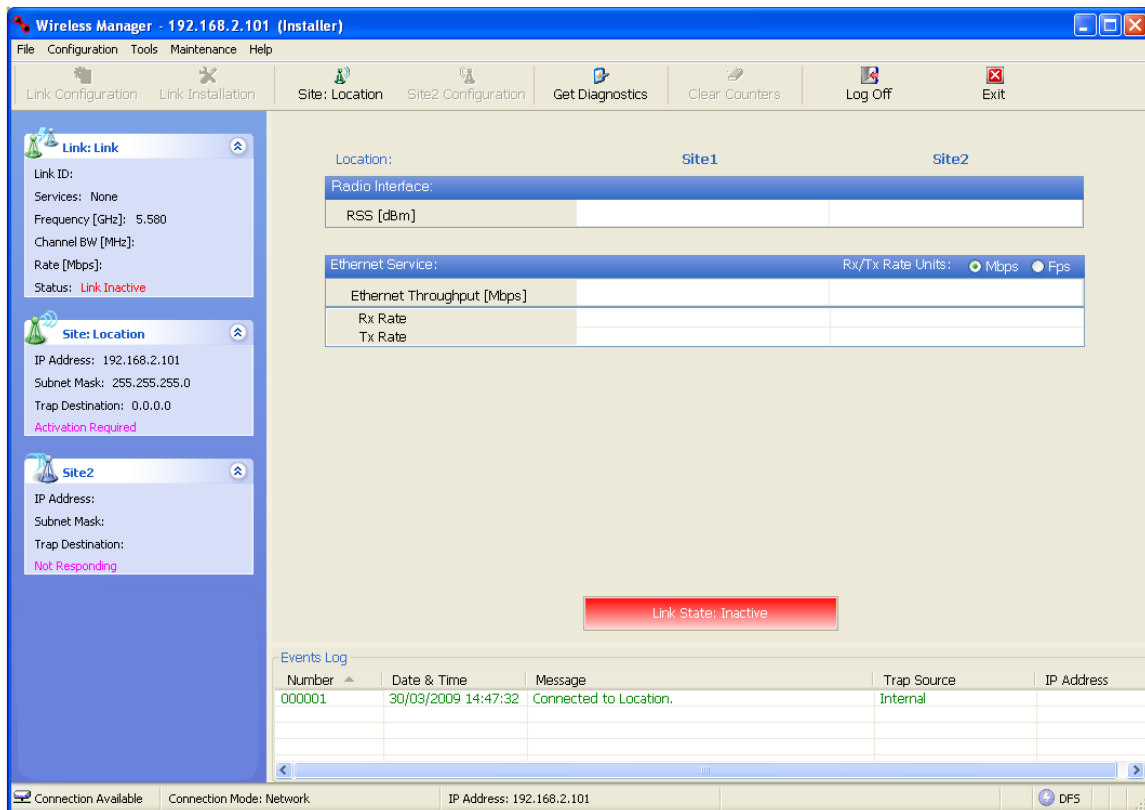 Wireless Manager - 192.168.2.101 (Installer)
File Configuration Tools Maintenance Help
Link Configuration Link Installation Site: Location Site2 Configuration Get Diagnostics Clear Counters Log Off Exit
Link: Link
Link ID:
Services: None
Frequency [GHz]: 5.580
Channel BW [MHz]:
Rate [Mbps]:
Status: Link Inactive
Site: Location
IP Address: 192.168.2.101
Subnet Mask: 255.255.255.0
Trap Destination: 0.0.0.0
Activation Required
Site2
IP Address:
Subnet Mask:
Trap Destination:
Not Responding
Location: Site1 Site2
Radio Interface:
RSS [dBm]
Ethernet Service: Rx/Tx Rate Units: Mbps Fps
Ethernet Throughput [Mbps]
Rx Rate
Tx Rate
Link State: Inactive
Events Log
Number Date & Time Message Trap Source IP Address
000001 30/03/2009 14:47:32 Connected to Location. Internal
Connection Available Connection Mode: Network IP Address: 192.168.2.101 DFS